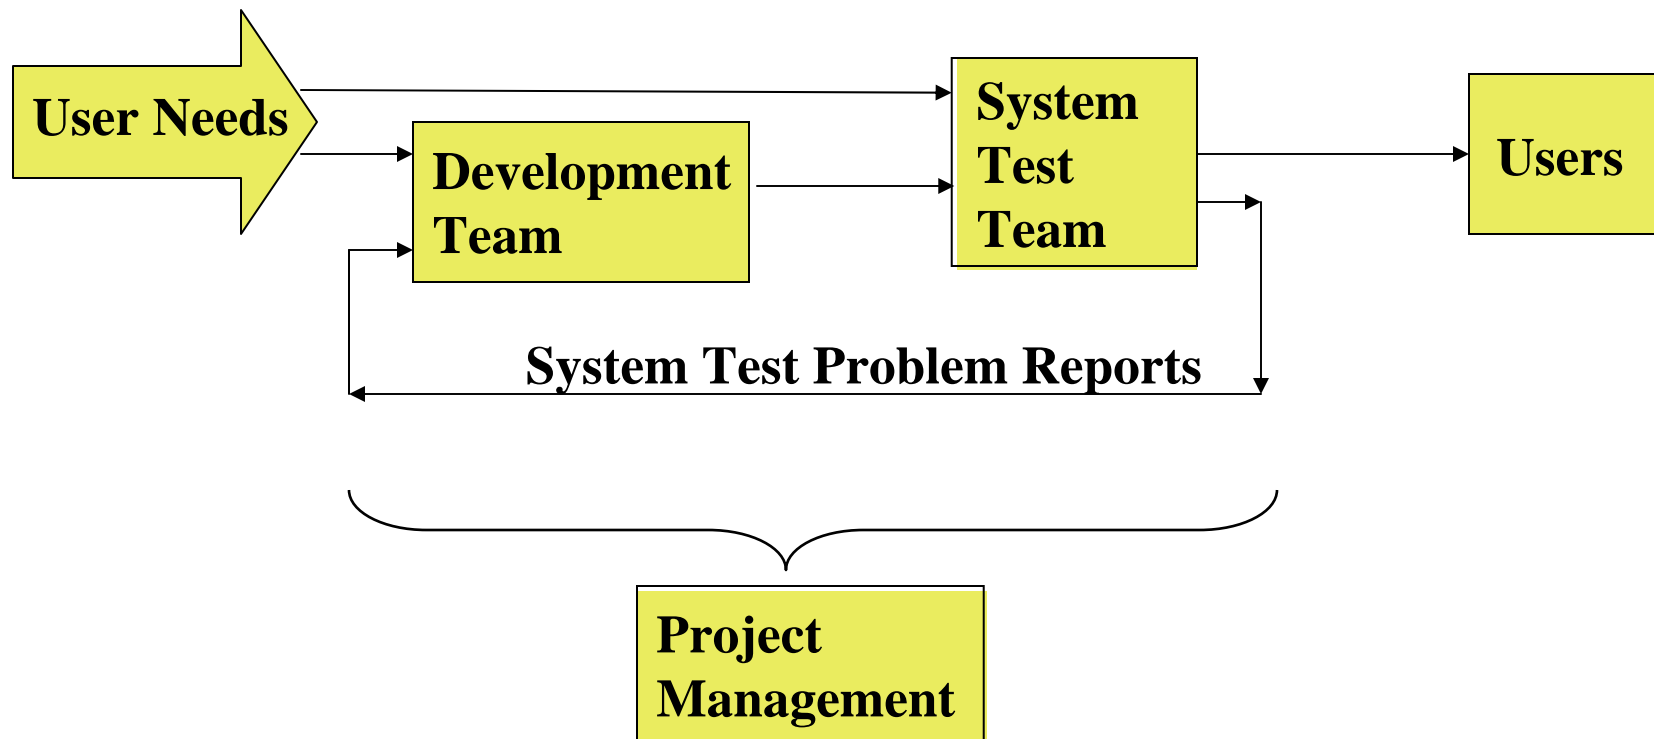 User Needs
Development
Team
System
Test
Team
Users
System Test Problem Reports
Project
Management